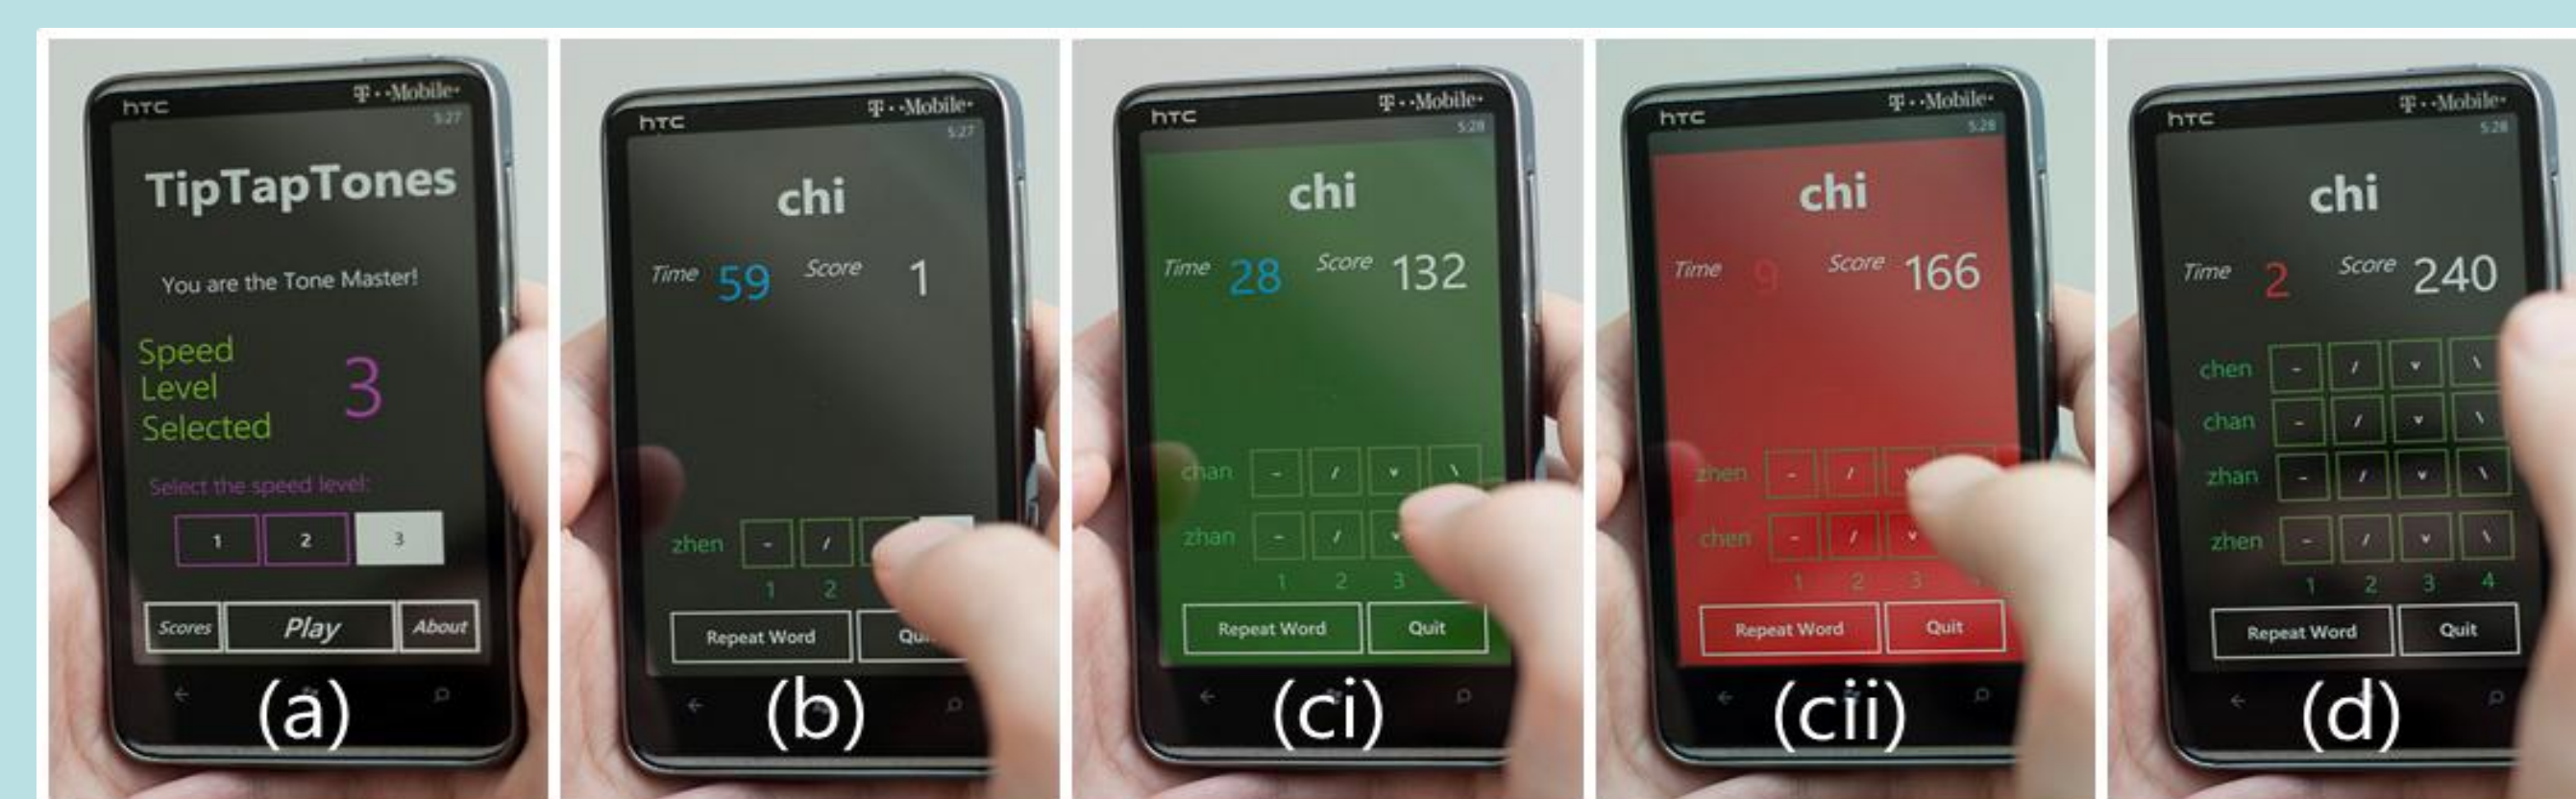 hTC
T··Mobile·
5:27
TipTapTones
You are the Tone Master!
Speed
Level
Selected
3
Select the speed level:
1 2 3
Scores Play About
(a)
hTC
T··Mobile·
5:27
chi
Time 59 Score 1
zhen - /
1 2
Repeat Word
(b)
hTC
T··Mobile·
5:28
chi
Time 28 Score 132
chan - / v \
zhan - /
1 2 3
Repeat Word Quit
(ci)
hTC
T··Mobile·
5:28
chi
Time 9 Score 166
zhen - /
chen - / v
1 2 3
Repeat Word Quit
(cii)
hTC
T··Mobile·
5:28
chi
Time 2 Score 240
chen - / v \
chan - / v \
zhan - / v \
zhen - / v \
1 2 3 4
Repeat Word Quit
(d)